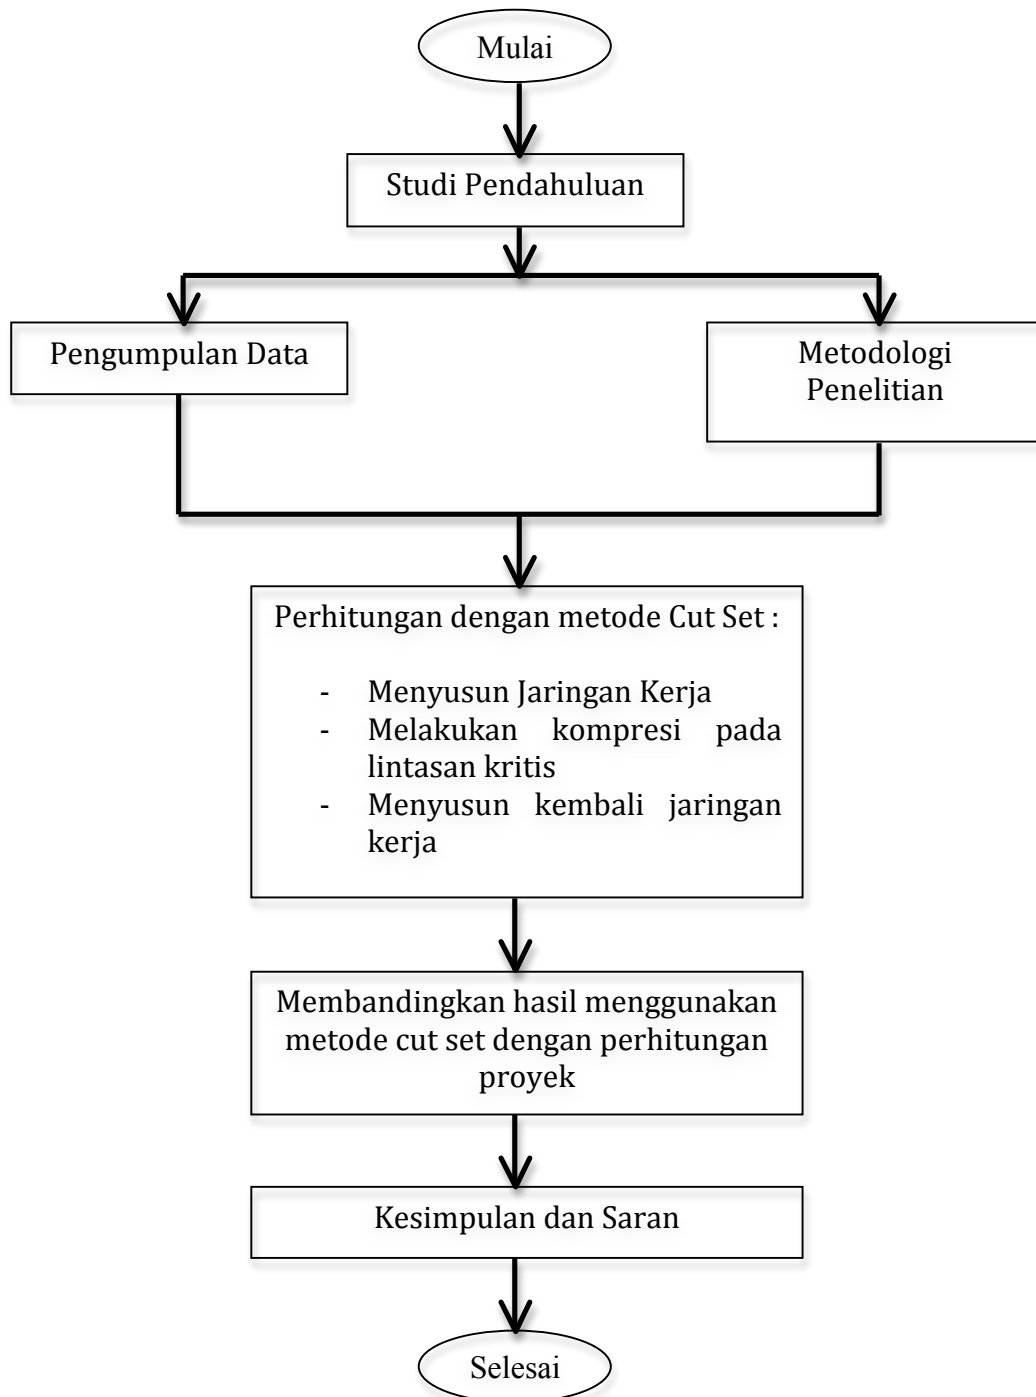 Mulai
Studi Pendahuluan
Pengumpulan Data
Metodologi
Penelitian
Perhitungan dengan metode Cut Set :
- Menyusun Jaringan Kerja
- Melakukan kompresi pada
lintasan kritis
- Menyusun kembali jaringan
kerja
Membandingkan hasil menggunakan
metode cut set dengan perhitungan
proyek
Kesimpulan dan Saran
Selesai